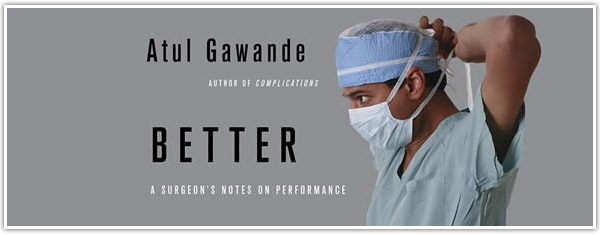 Atul Gawande
AUTHOR OF COMPLICATIONS
BETTER
A SURGEON'S NOTES ON PERFORMANCE